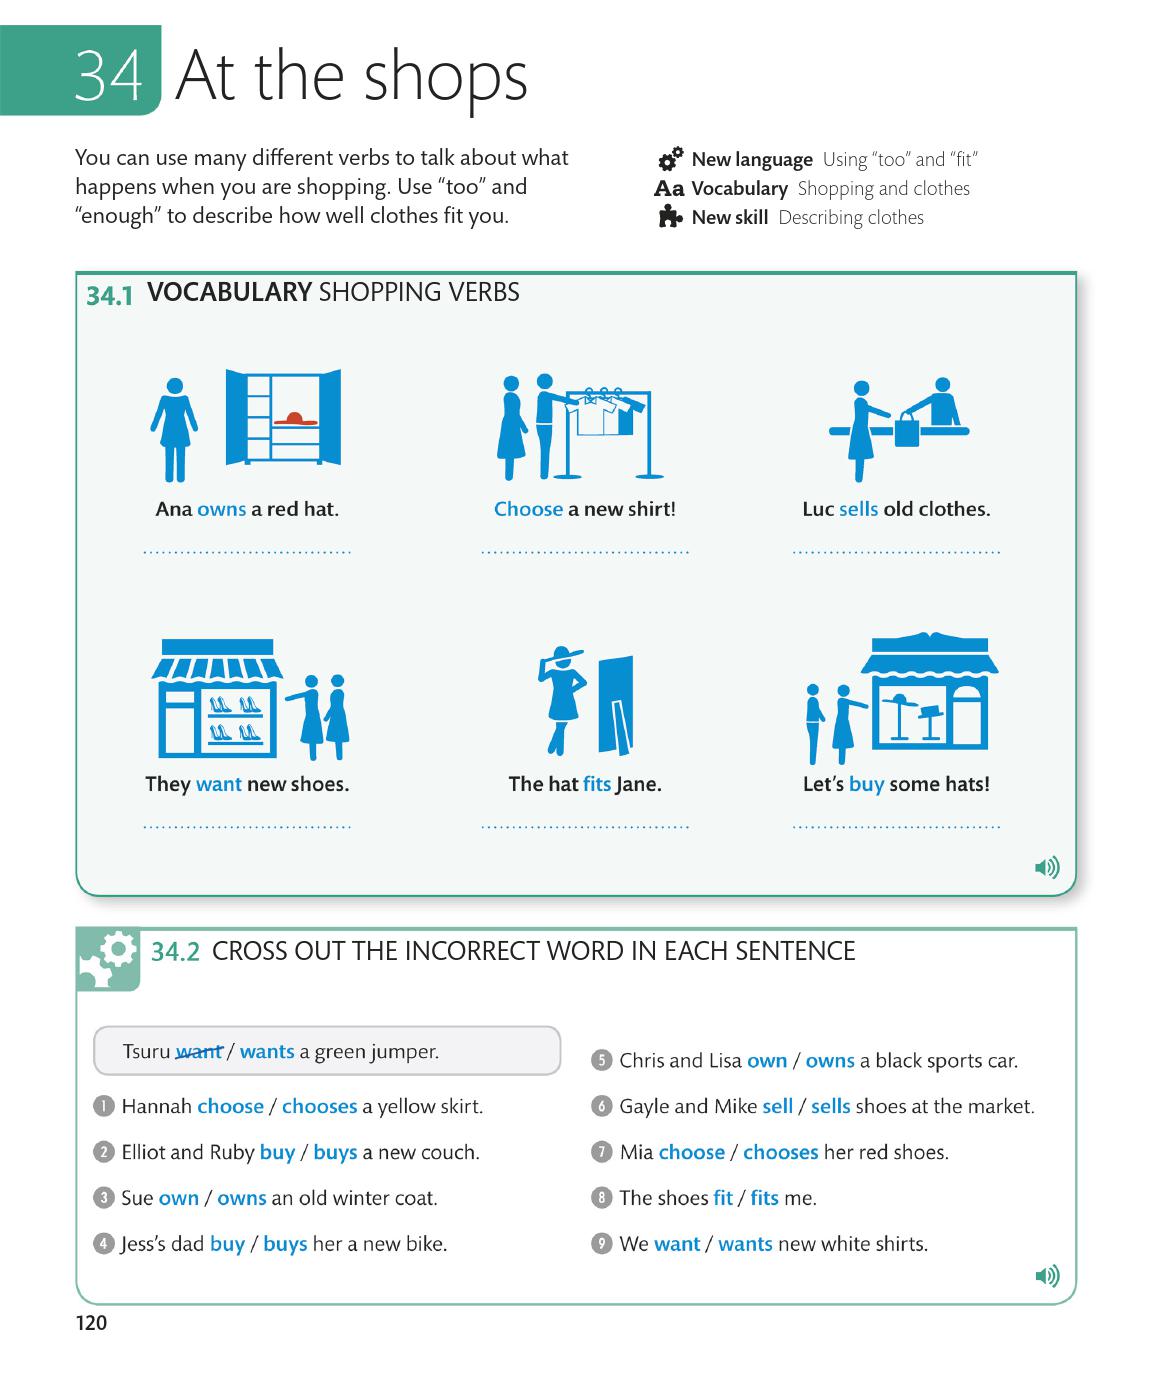 34 At the shops
You can use many different verbs to talk about what
happens when you are shopping. Use “too” and
“enough” to describe how well clothes fit you.
New language Using “too” and “fit”
Aa Vocabulary Shopping and clothes
New skill Describing clothes
34.1 VOCABULARY SHOPPING VERBS
Ana owns a red hat.
Choose a new shirt!
Luc sells old clothes.
They want new shoes.
The hat fits Jane.
Let’s buy some hats!
34.2 CROSS OUT THE INCORRECT WORD IN EACH SENTENCE
Tsuru want / wants a green jumper.
1 Hannah choose / chooses a yellow skirt.
2 Elliot and Ruby buy / buys a new couch.
3 Sue own / owns an old winter coat.
4 Jess’s dad buy / buys her a new bike.
5 Chris and Lisa own / owns a black sports car.
6 Gayle and Mike sell / sells shoes at the market.
7 Mia choose / chooses her red shoes.
8 The shoes fit / fits me.
9 We want / wants new white shirts.
120